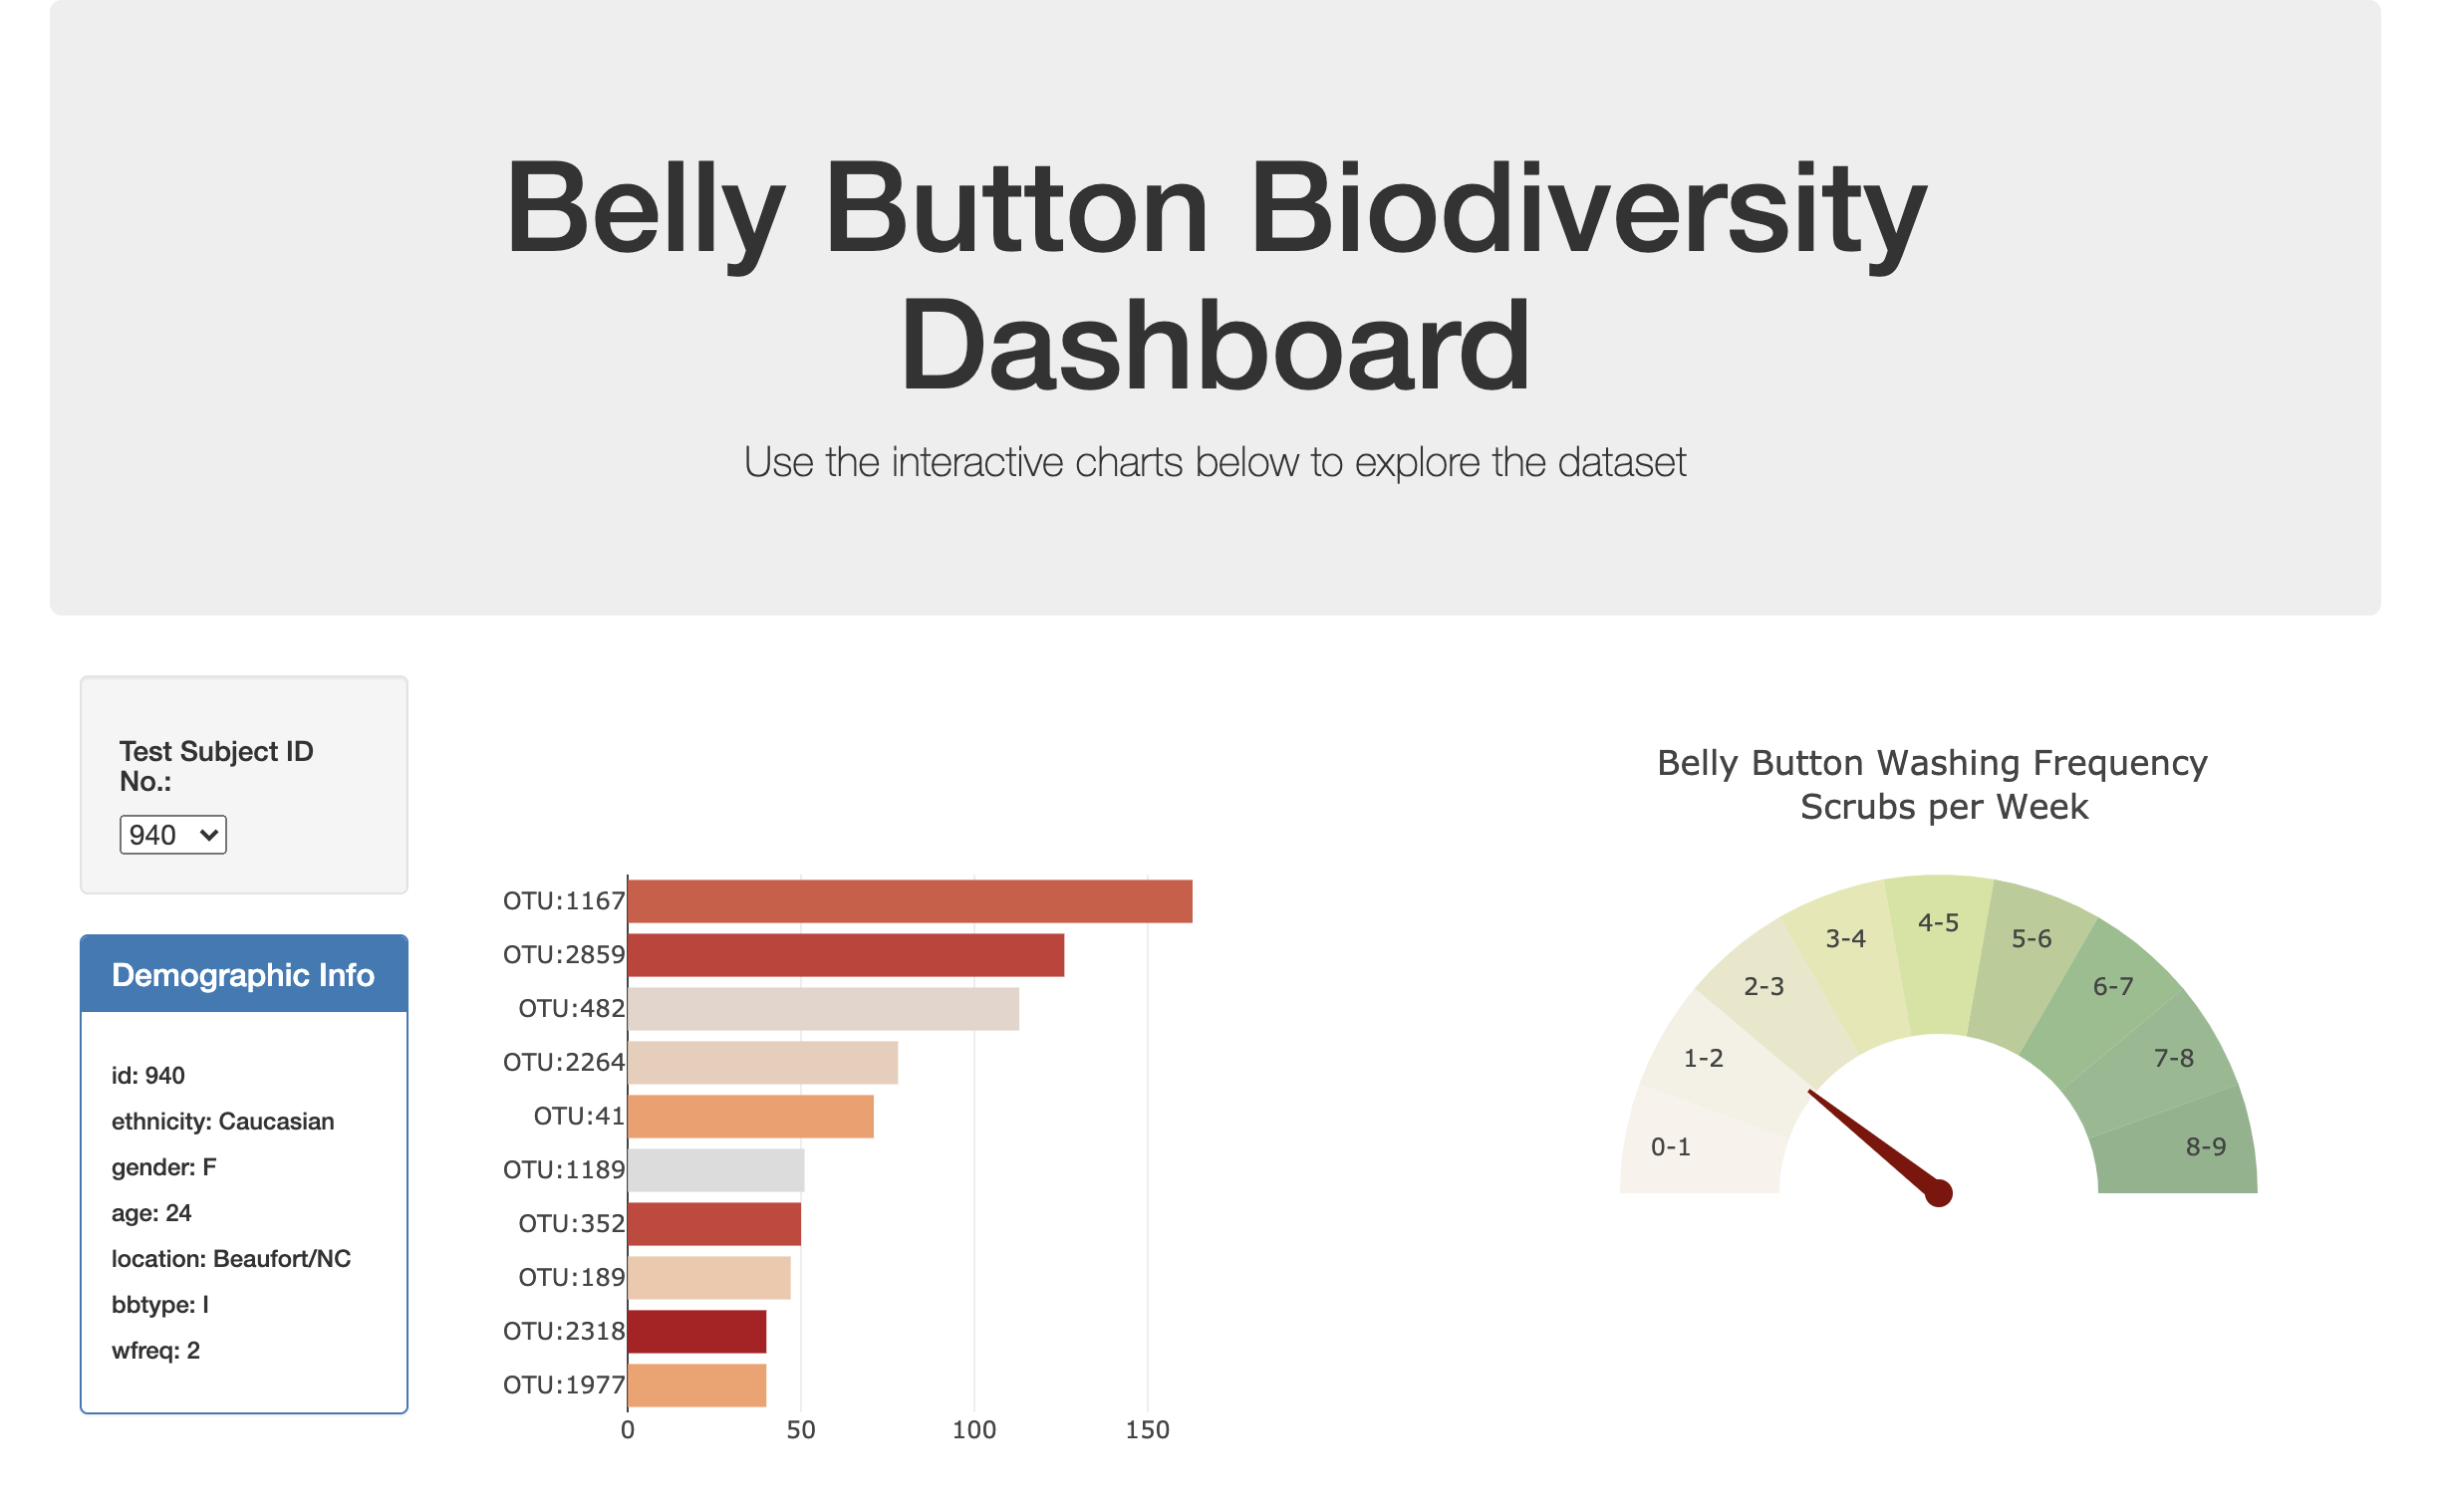 Belly Button Biodiversity
Dashboard
Use the interactive charts below to explore the dataset
Test Subject ID
No.:
940
Demographic Info
id: 940
ethnicity: Caucasian
gender: F
age: 24
location: Beaufort/NC
bbtype: I
wfreq: 2
OTU:1167
OTU:2859
OTU:482
OTU:2264
OTU:41
OTU:1189
OTU:352
OTU:189
OTU:2318
OTU:1977
0 50 100 150
Belly Button Washing Frequency
Scrubs per Week
0-1
1-2
2-3
3-4
4-5
5-6
6-7
7-8
8-9